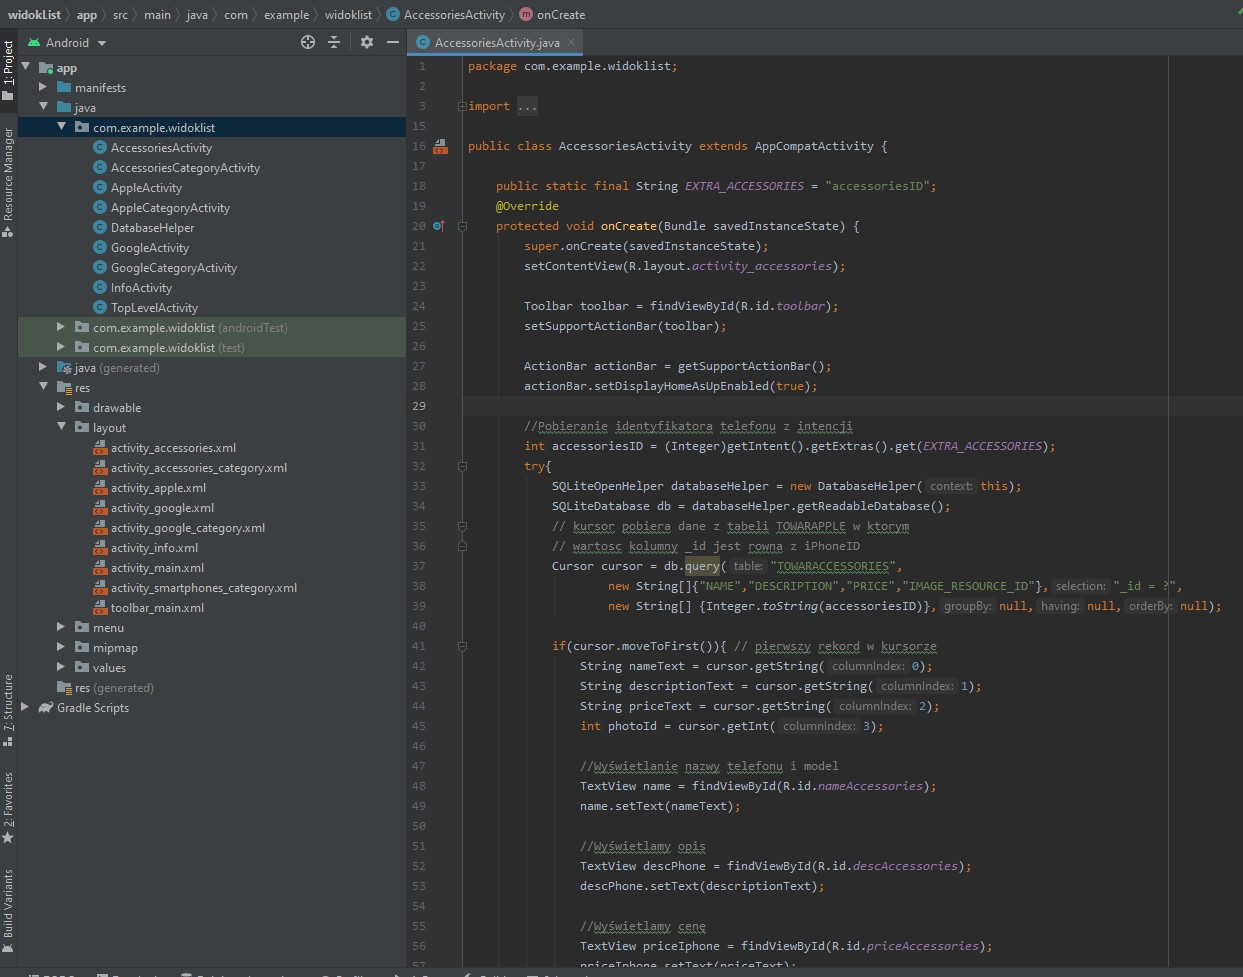 widokList app src main java com example widoklist AccessoriesActivity onCreate
1: Project
Resource Manager
7: Structure
2: Favorites
Build Variants
Android
app
manifests
java
com.example.widoklist
AccessoriesActivity
AccessoriesCategoryActivity
AppleActivity
AppleCategoryActivity
DatabaseHelper
GoogleActivity
GoogleCategoryActivity
InfoActivity
TopLevelActivity
com.example.widoklist (androidTest)
com.example.widoklist (test)
java (generated)
res
drawable
layout
activity_accessories.xml
activity_accessories_category.xml
activity_apple.xml
activity_google.xml
activity_google_category.xml
activity_info.xml
activity_main.xml
activity_smartphones_category.xml
toolbar_main.xml
menu
mipmap
values
res (generated)
Gradle Scripts
AccessoriesActivity.java
1 package com.example.widoklist;
2
3 import ...
15
16 public class AccessoriesActivity extends AppCompatActivity {
17
18 public static final String EXTRA_ACCESSORIES = "accessoriesID";
19 @Override
20 protected void onCreate(Bundle savedInstanceState) {
21 super.onCreate(savedInstanceState);
22 setContentView(R.layout.activity_accessories);
23
24 Toolbar toolbar = findViewById(R.id.toolbar);
25 setSupportActionBar(toolbar);
26
27 ActionBar actionBar = getSupportActionBar();
28 actionBar.setDisplayHomeAsUpEnabled(true);
29
30 //Pobieranie identyfikatora telefonu z intencji
31 int accessoriesID = (Integer)getIntent().getExtras().get(EXTRA_ACCESSORIES);
32 try{
33 SQLiteOpenHelper databaseHelper = new DatabaseHelper( context: this);
34 SQLiteDatabase db = databaseHelper.getReadableDatabase();
35 // kursor pobiera dane z tabeli TOWARAPPLE w ktorym
36 // wartosc kolumny _id jest rowna z iPhoneID
37 Cursor cursor = db.query( table: "TOWARACCESSORIES",
38 new String[]{"NAME","DESCRIPTION","PRICE","IMAGE_RESOURCE_ID"}, selection: "_id = ?",
39 new String[] {Integer.toString(accessoriesID)}, groupBy: null, having: null, orderBy: null);
40
41 if(cursor.moveToFirst()){ // pierwszy rekord w kursorze
42 String nameText = cursor.getString( columnIndex: 0);
43 String descriptionText = cursor.getString( columnIndex: 1);
44 String priceText = cursor.getString( columnIndex: 2);
45 int photoId = cursor.getInt( columnIndex: 3);
46
47 //Wyświetlanie nazwy telefonu i model
48 TextView name = findViewById(R.id.nameAccessories);
49 name.setText(nameText);
50
51 //Wyświetlamy opis
52 TextView descPhone = findViewById(R.id.descAccessories);
53 descPhone.setText(descriptionText);
54
55 //Wyświetlamy cenę
56 TextView priceIphone = findViewById(R.id.priceAccessories);
57 priceIphone.setText(priceText);